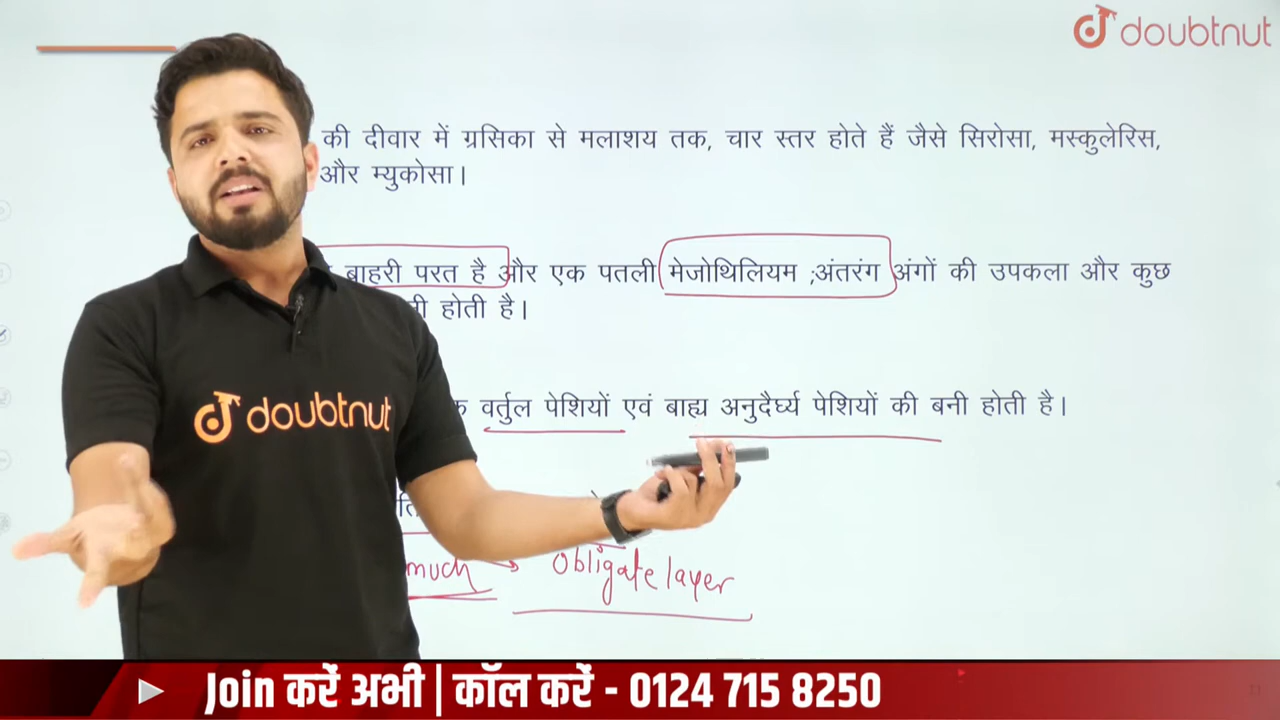 doubtnut
की दीवार में ग्रसिका से मलाशय तक, चार स्तर होते हैं जैसे सिरोसा, मस्कुलेरिस,
और म्युकोसा।
बाहरी परत है और एक पतली मेजोथिलियम ;अंतरंग अंगों की उपकला और कुछ
होती है।
वर्तुल पेशियों एवं बाह्य अनुदैर्घ्य पेशियों की बनी होती है।
doubtnut
much → Obligate layer
Join करें अभी | कॉल करें - 0124 715 8250